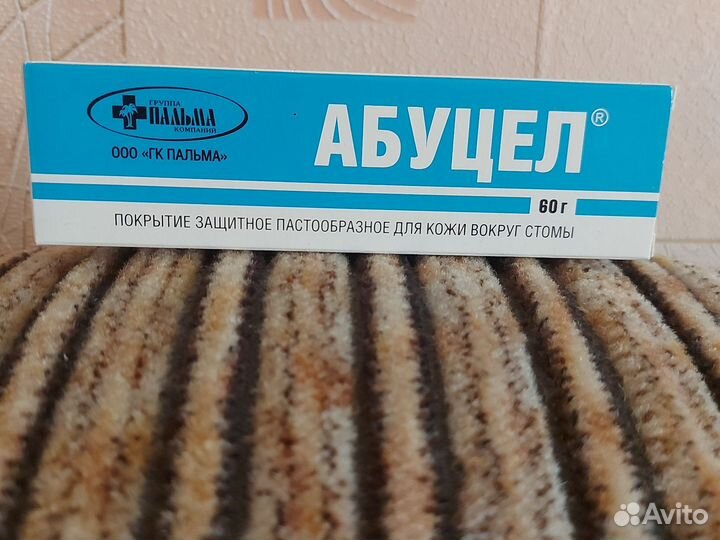 ГРУППА
ПАЛЬМА
КОМПАНИЙ
ООО «ГК ПАЛЬМА»
АБУЦЕЛ®
60 г
ПОКРЫТИЕ ЗАЩИТНОЕ ПАСТООБРАЗНОЕ ДЛЯ КОЖИ ВОКРУГ СТОМЫ
Avito